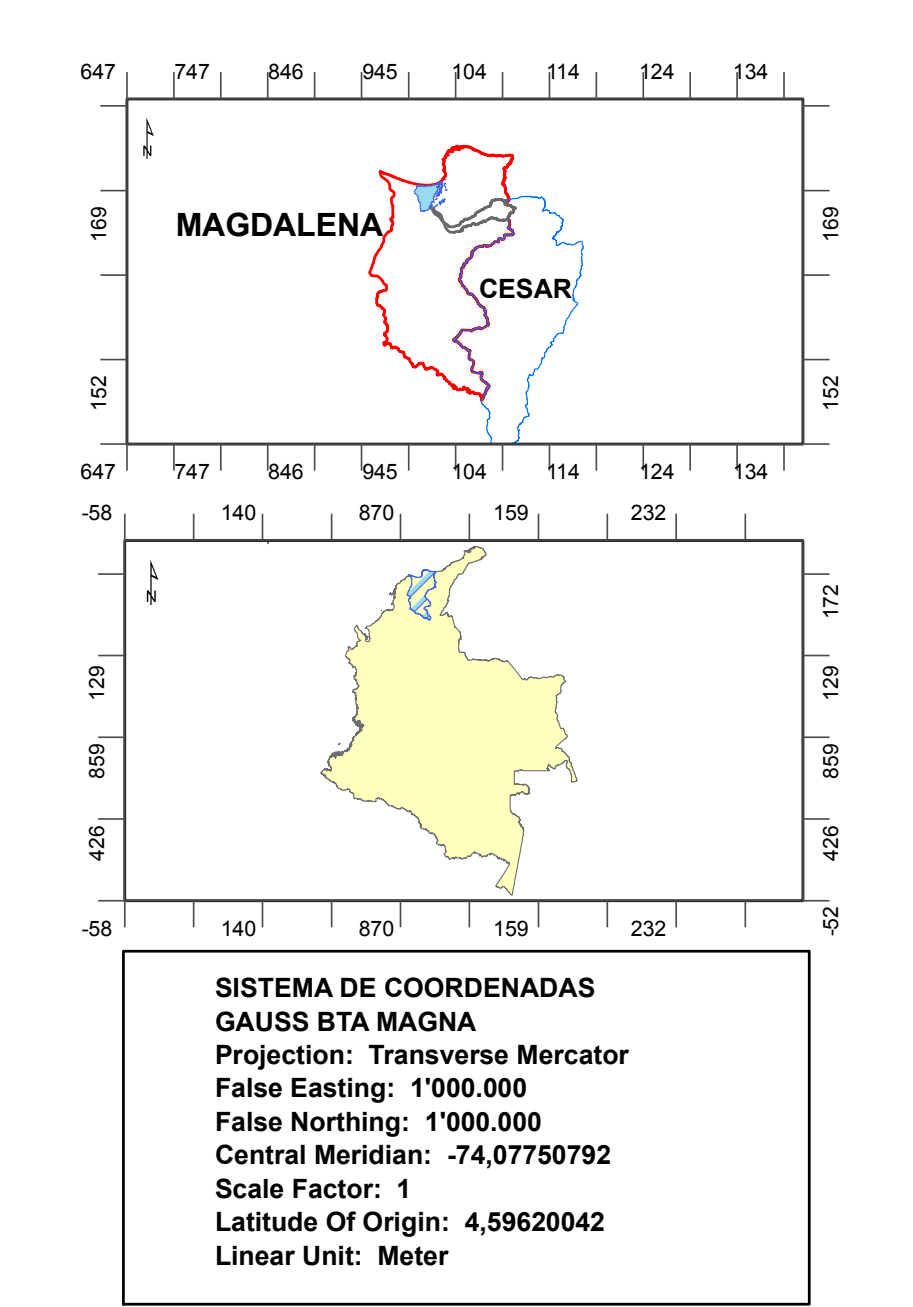 647 747 846 945 104 114 124 134
N
MAGDALENA
169 169
CESAR
152 152
647 747 846 945 104 114 124 134
-58 140 870 159 232
N
172
129 129
859 859
426 426
-52
-58 140 870 159 232
SISTEMA DE COORDENADAS
GAUSS BTA MAGNA
Projection: Transverse Mercator
False Easting: 1'000.000
False Northing: 1'000.000
Central Meridian: -74,07750792
Scale Factor: 1
Latitude Of Origin: 4,59620042
Linear Unit: Meter